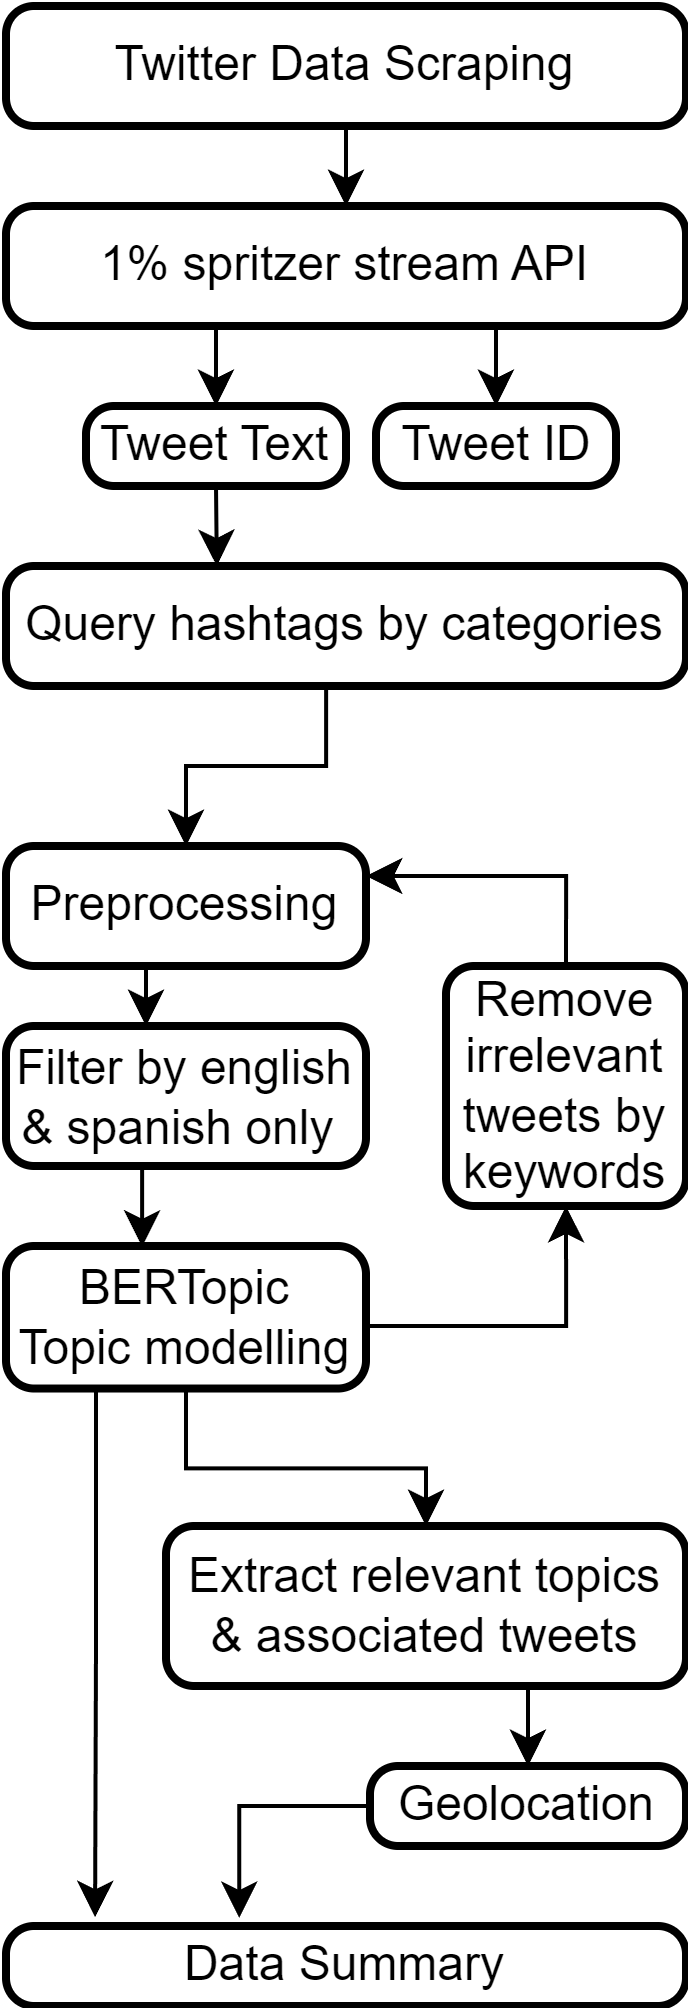 Twitter Data Scraping
1% spritzer stream API
Tweet Text
Tweet ID
Query hashtags by categories
Preprocessing
Remove
irrelevant
tweets by
keywords
Filter by english
& spanish only
BERTopic
Topic modelling
Extract relevant topics
& associated tweets
Geolocation
Data Summary